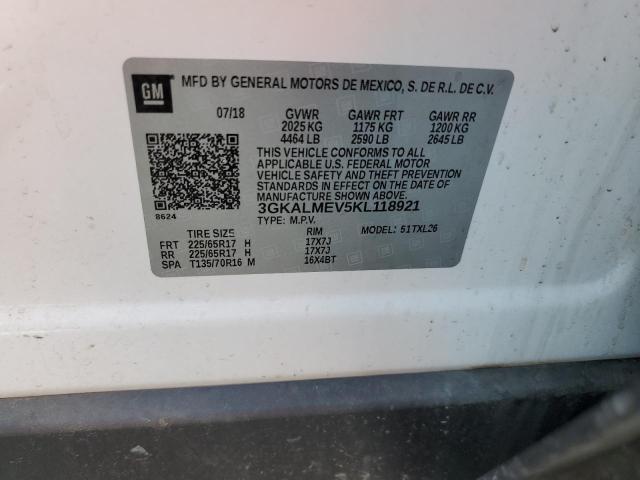 GM
MFD BY GENERAL MOTORS DE MEXICO, S. DE R.L. DE C.V.
07/18 GVWR GAWR FRT GAWR RR
2025 KG 1175 KG 1200 KG
4464 LB 2590 LB 2645 LB
THIS VEHICLE CONFORMS TO ALL
APPLICABLE U.S. FEDERAL MOTOR
VEHICLE SAFETY AND THEFT PREVENTION
STANDARDS IN EFFECT ON THE DATE OF
MANUFACTURE SHOWN ABOVE.
3GKALMEV5KL118921
8624
TYPE: M.P.V. MODEL: 51TXL26
TIRE SIZE RIM
FRT 225/65R17 H 17X7J
RR 225/65R17 H 17X7J
SPA T135/70R16 M 16X4BT